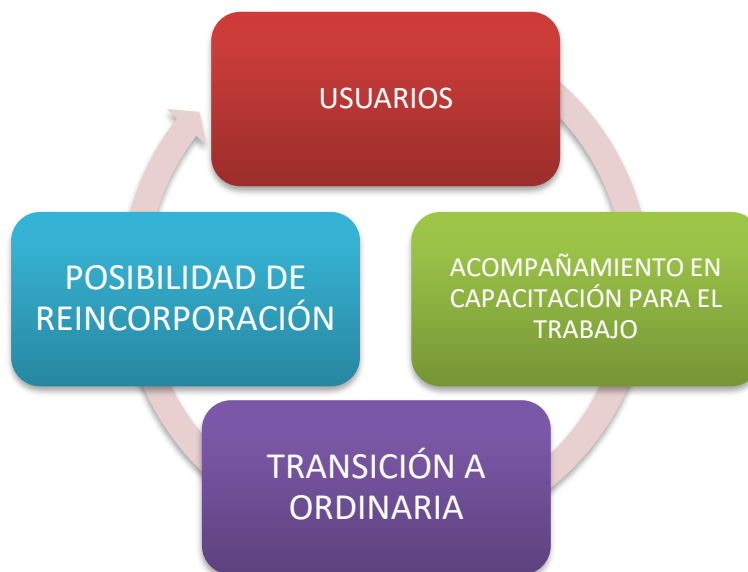 USUARIOS
ACOMPAÑAMIENTO EN
CAPACITACIÓN PARA EL
TRABAJO
TRANSICIÓN A
ORDINARIA
POSIBILIDAD DE
REINCORPORACIÓN